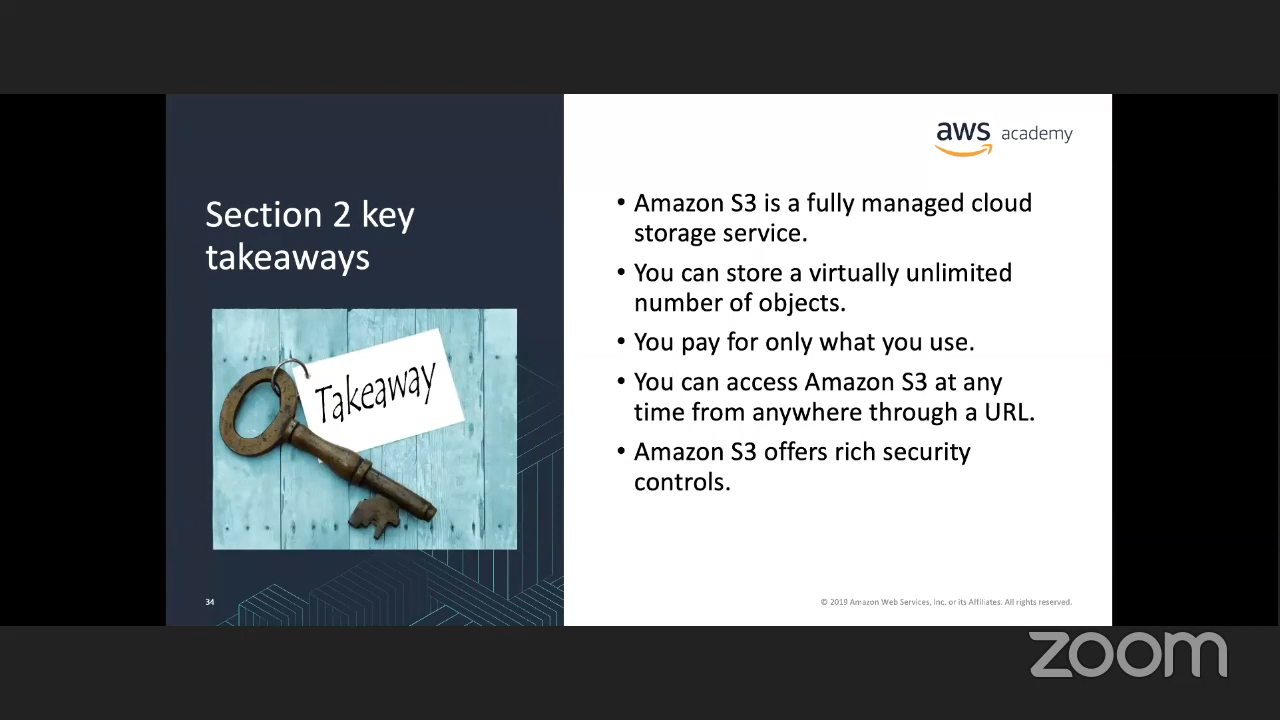 aws academy
Section 2 key
takeaways
Takeaway
• Amazon S3 is a fully managed cloud
storage service.
• You can store a virtually unlimited
number of objects.
• You pay for only what you use.
• You can access Amazon S3 at any
time from anywhere through a URL.
• Amazon S3 offers rich security
controls.
34
© 2019 Amazon Web Services, Inc. or its Affiliates. All rights reserved.
zoom